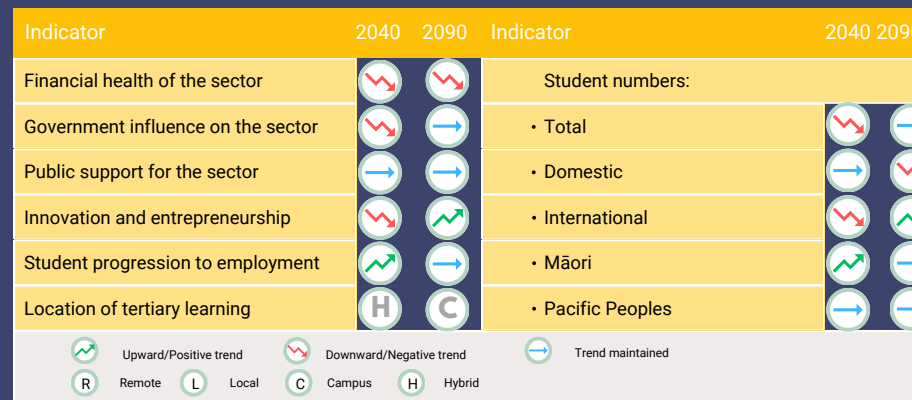 Indicator 2040 2090 Indicator 2040 209
Financial health of the sector Student numbers:
Government influence on the sector • Total
Public support for the sector • Domestic
Innovation and entrepreneurship • International
Student progression to employment • Māori
Location of tertiary learning H C • Pacific Peoples
Upward/Positive trend Downward/Negative trend Trend maintained
R Remote L Local C Campus H Hybrid